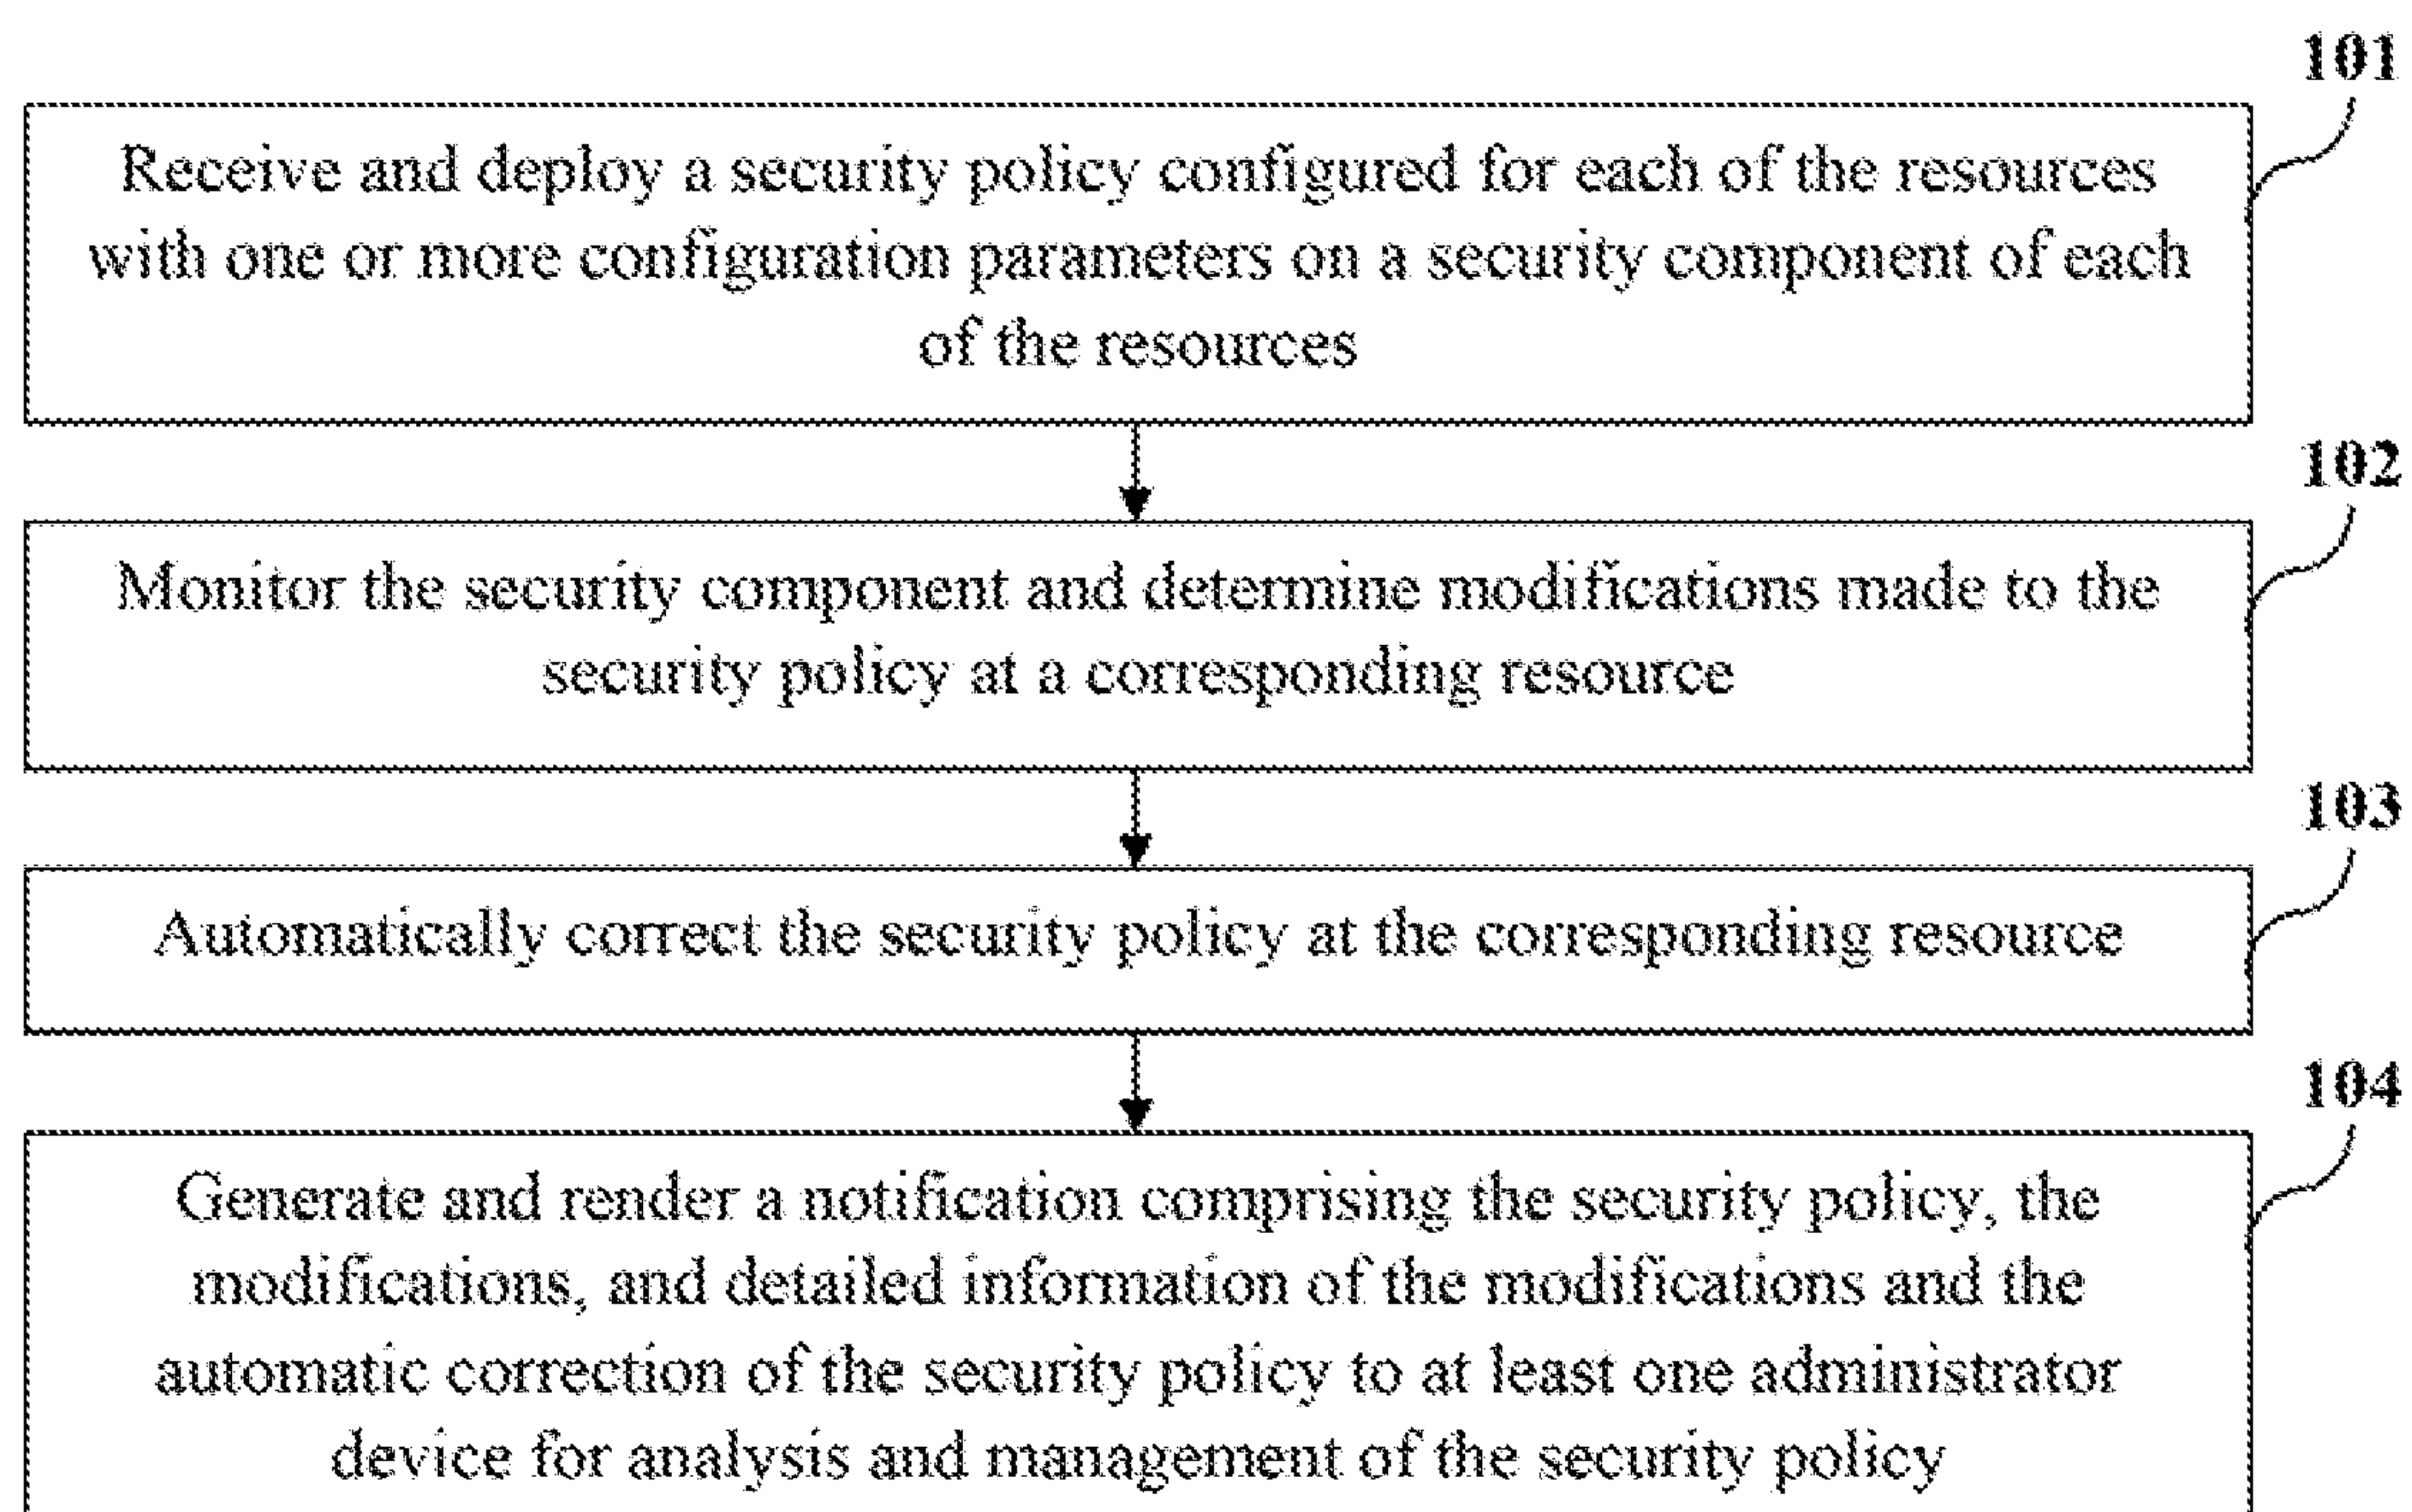 101
Receive and deploy a security policy configured for each of the resources
with one or more configuration parameters on a security component of each
of the resources
102
Monitor the security component and determine modifications made to the
security policy at a corresponding resource
103
Automatically correct the security policy at the corresponding resource
104
Generate and render a notification comprising the security policy, the
modifications, and detailed information of the modifications and the
automatic correction of the security policy to at least one administrator
device for analysis and management of the security policy